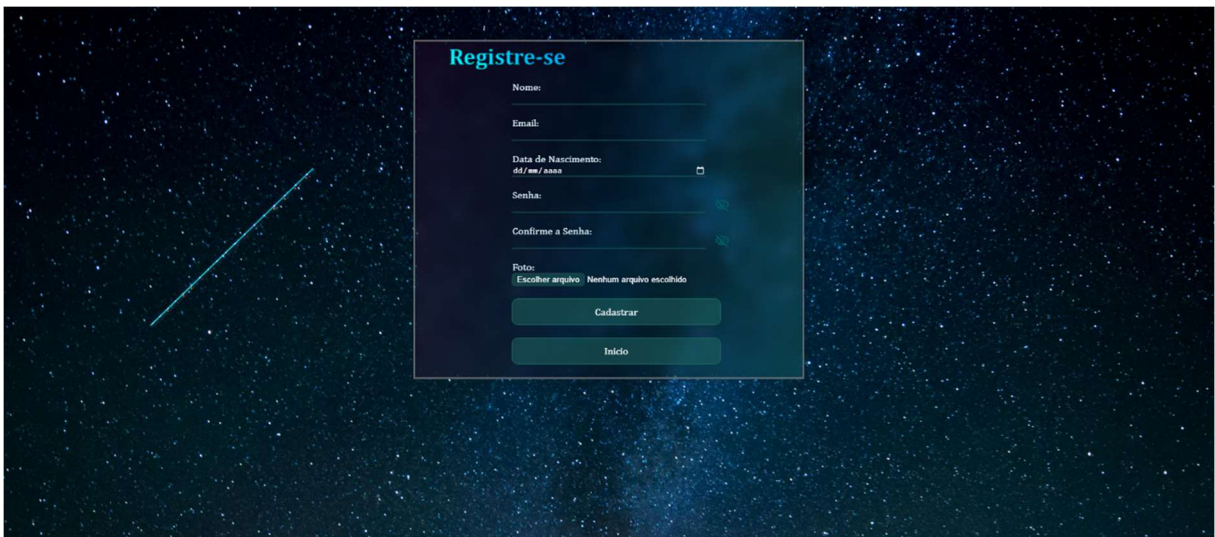 Registre-se
Nome:
Email:
Data de Nascimento:
dd/mm/aaaa
Senha:
Confirme a Senha:
Foto:
Escolher arquivo Nenhum arquivo escolhido
Cadastrar
Inicio